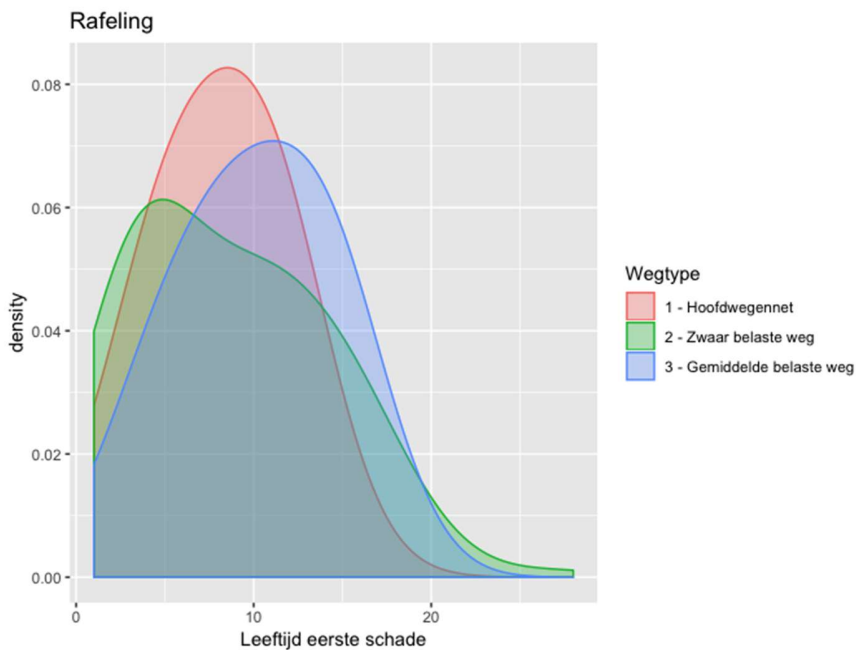 Rafeling
0.08
0.06
0.04
0.02
0.00
density
0
10
20
Leeftijd eerste schade
Wegtype
1 - Hoofdwegennet
2 - Zwaar belaste weg
3 - Gemiddelde belaste weg